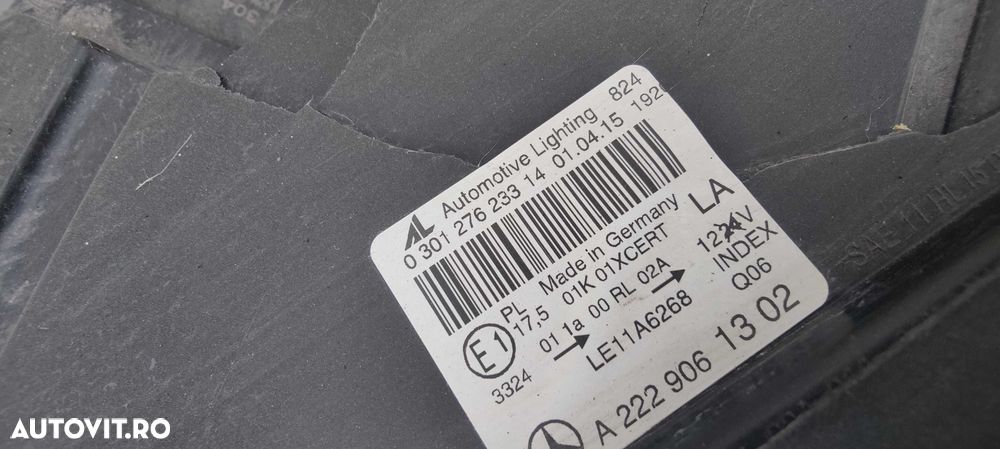 AL Automotive Lighting 824
0 301 276 233 14 01.04.15 192
PL Made in Germany LA
17,5 01K 01XCERT
E1 01 1a 00 RL 02A 12
3324 LE11A6268 INDEX
Q06
A 222 906 13 02
304
AUTOVIT.RO